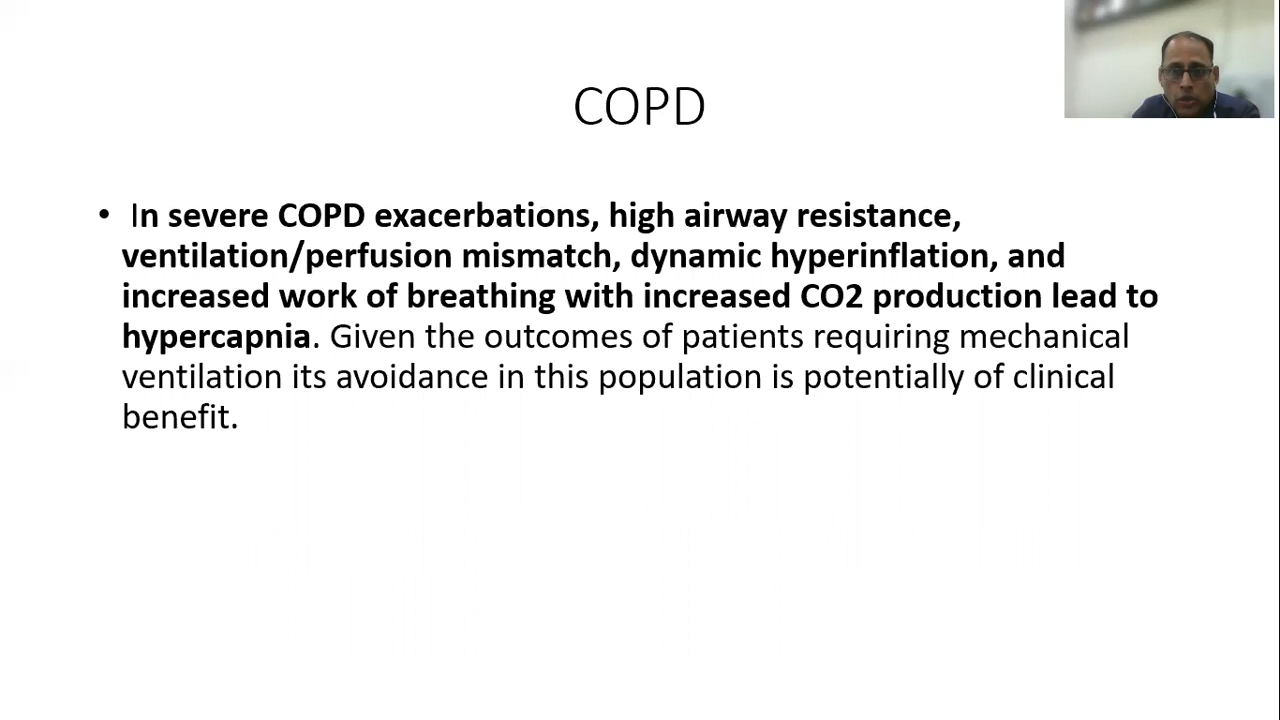 COPD
• In severe COPD exacerbations, high airway resistance,
ventilation/perfusion mismatch, dynamic hyperinflation, and
increased work of breathing with increased CO2 production lead to
hypercapnia. Given the outcomes of patients requiring mechanical
ventilation its avoidance in this population is potentially of clinical
benefit.